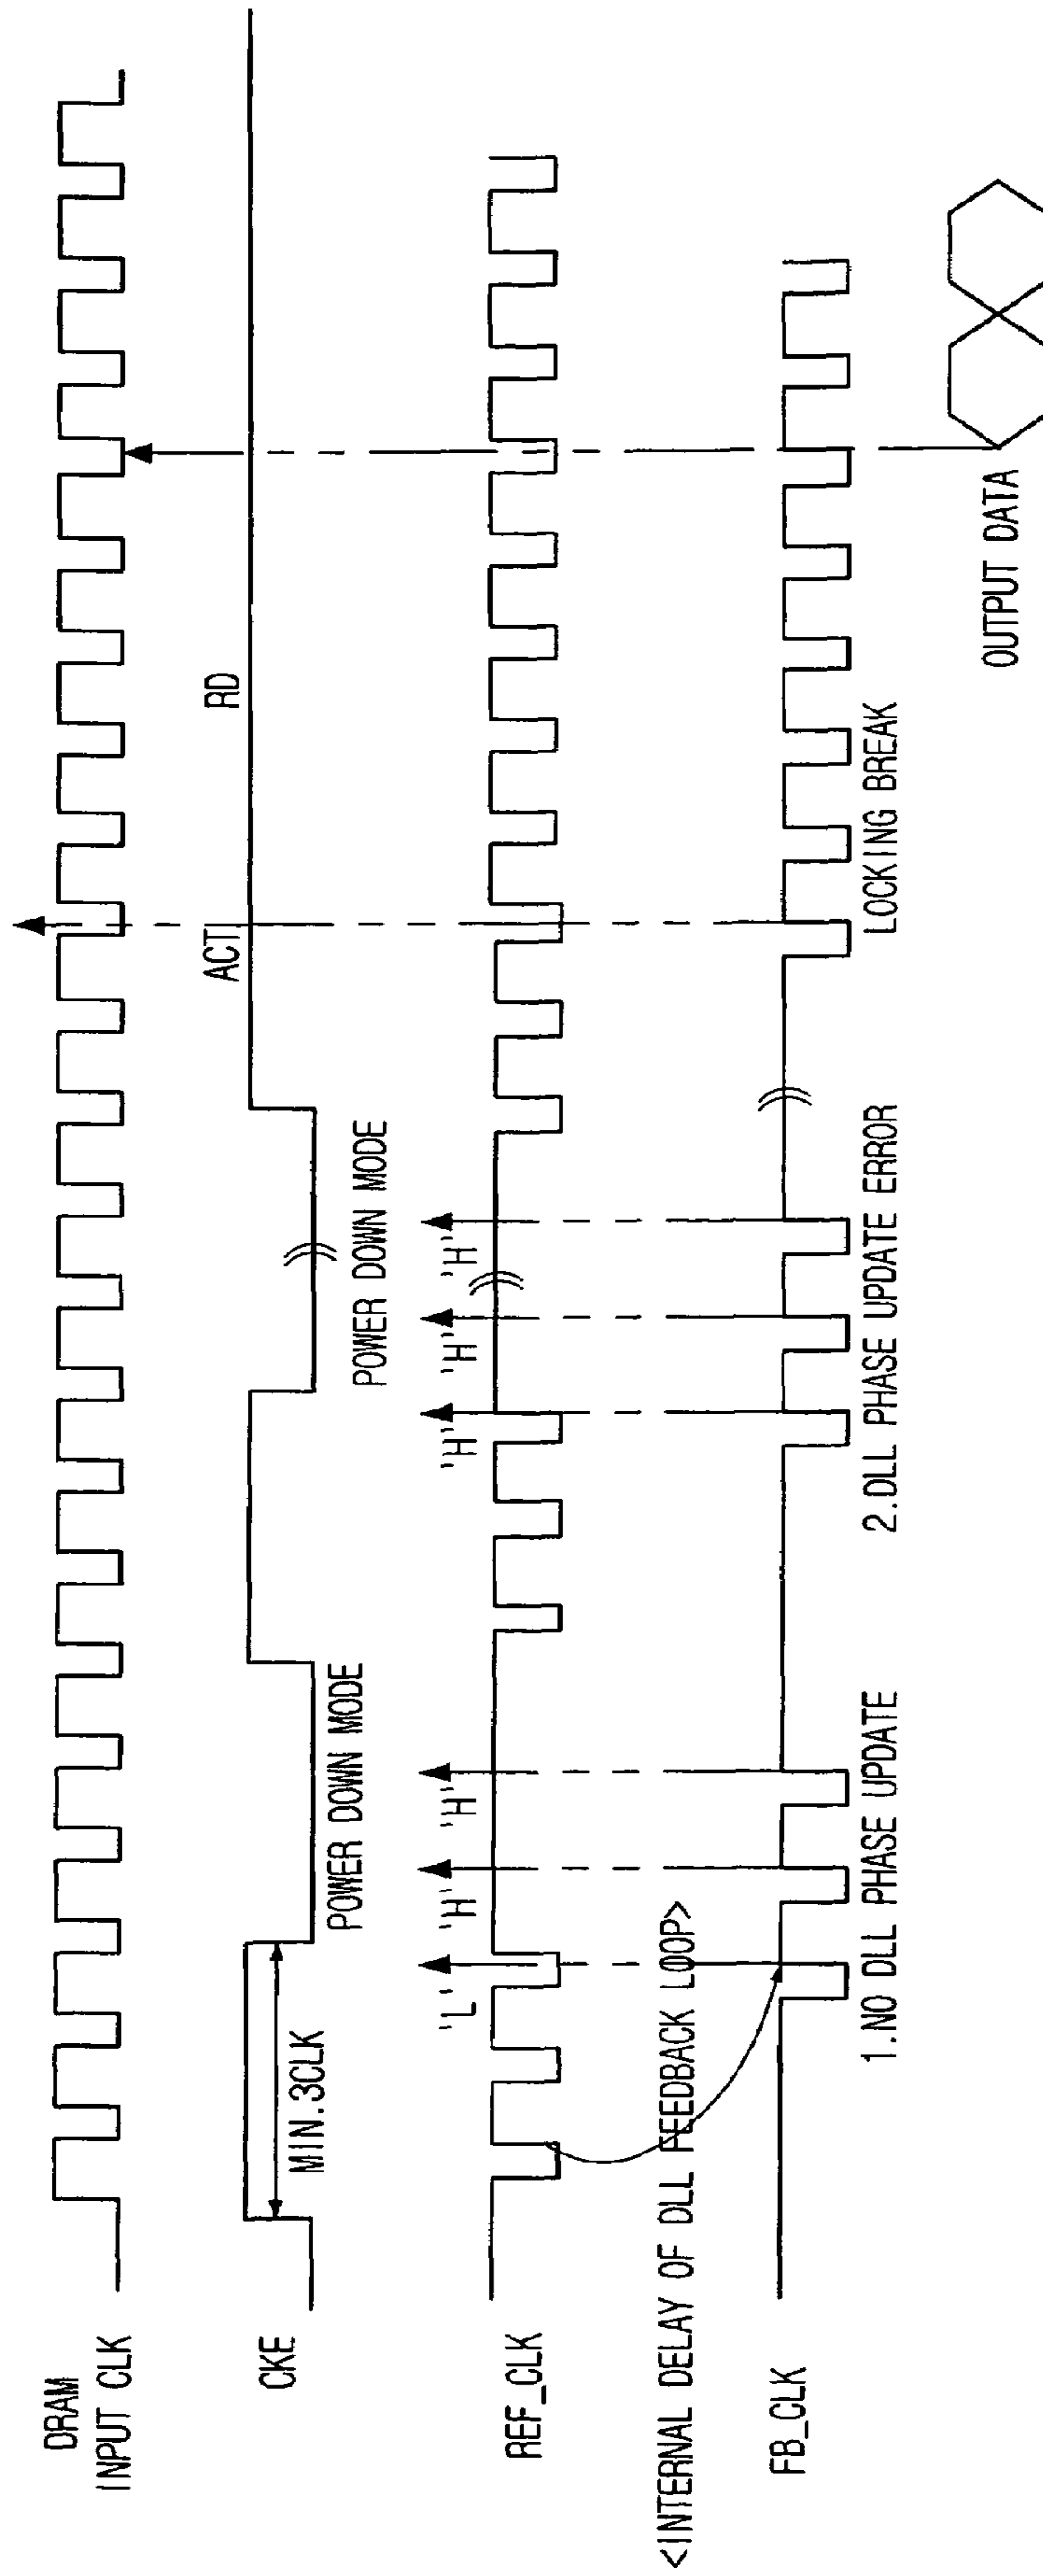 DRAM
INPUT CLK
CKE
MIN.3CLK
POWER DOWN MODE
POWER DOWN MODE
ACT
RD
REF_CLK
'L'
'H'
'H'
'H'
'H'
'H'
<INTERNAL DELAY OF DLL FEEDBACK LOOP>
FB_CLK
1.NO DLL PHASE UPDATE
2.DLL PHASE UPDATE ERROR
LOCKING BREAK
OUTPUT DATA